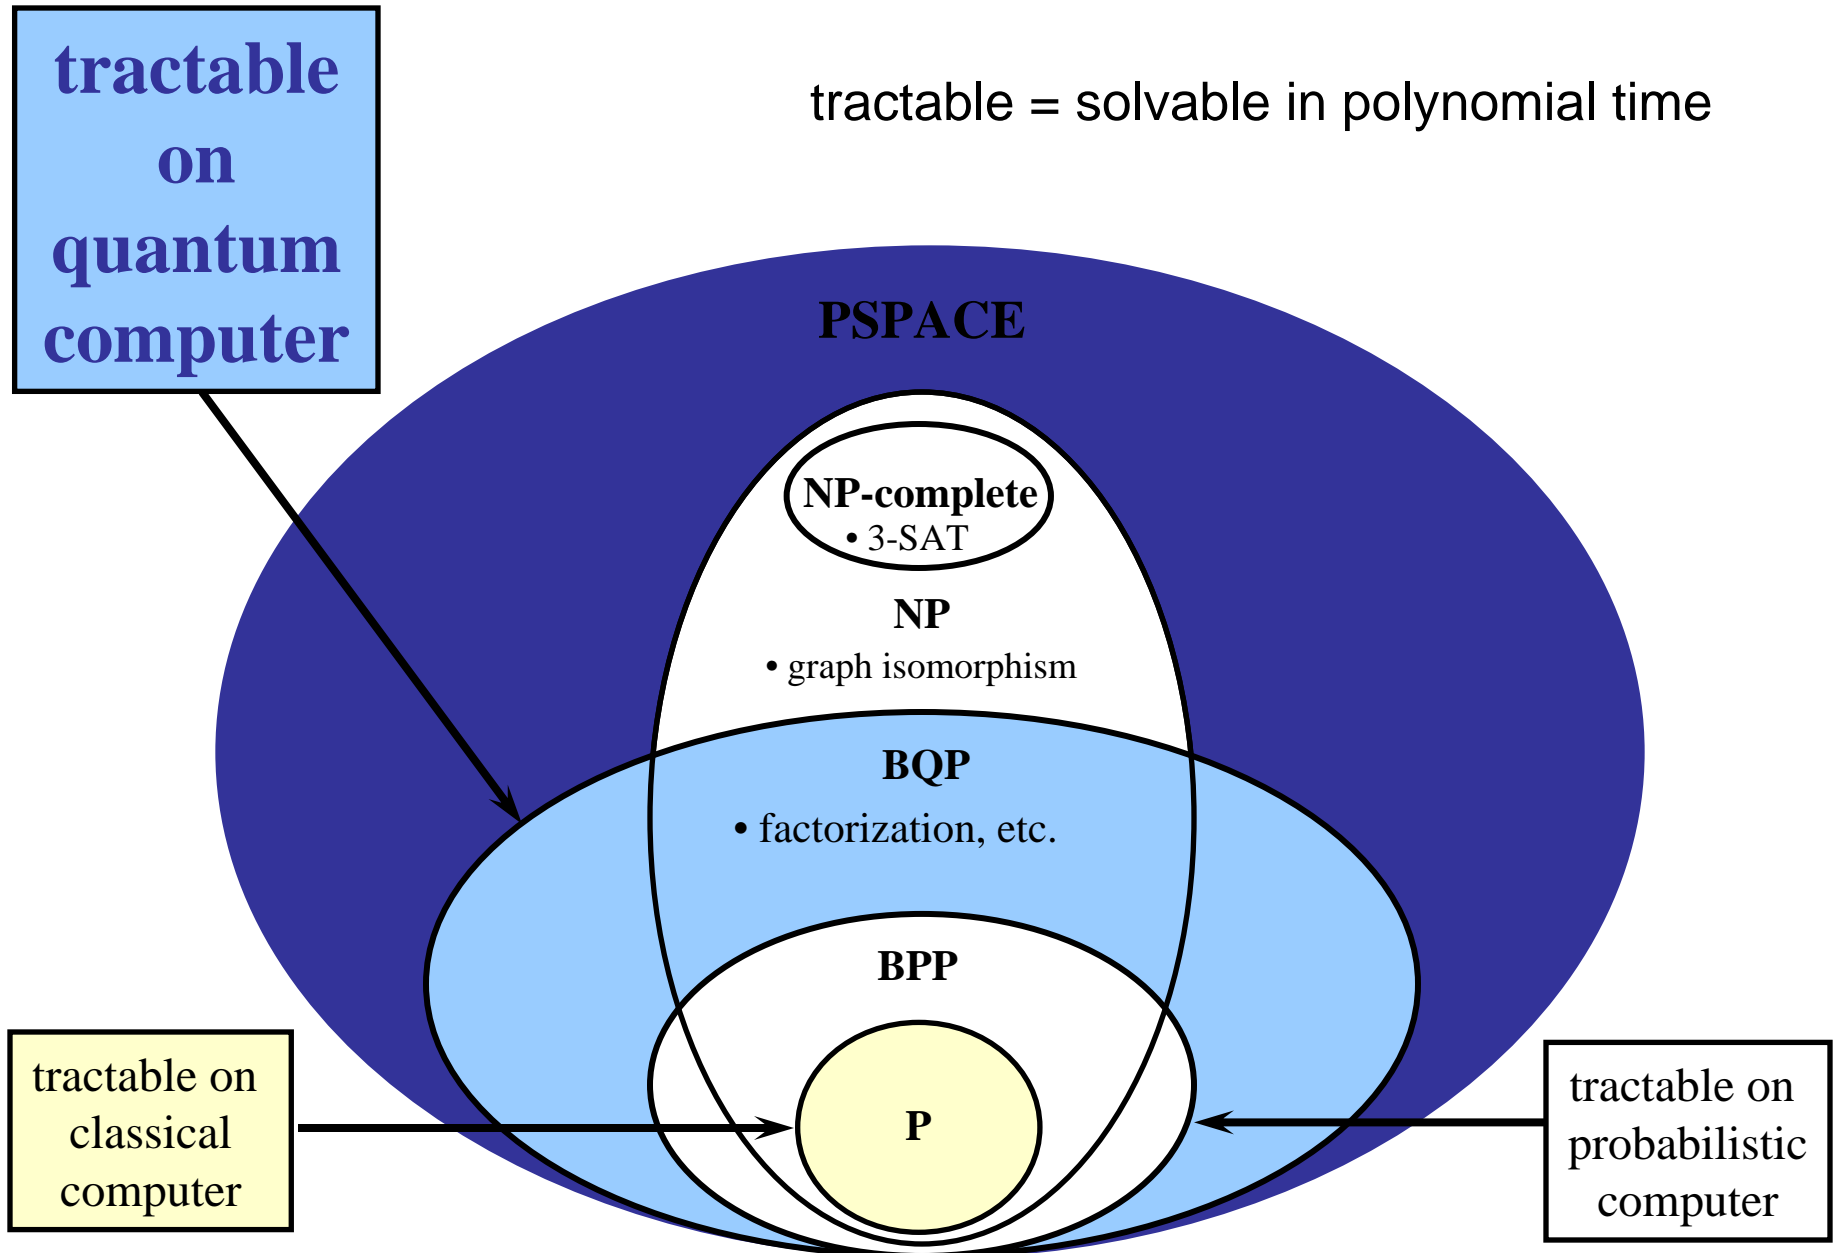 tractable
on
quantum
computer
tractable = solvable in polynomial time
PSPACE
NP-complete
• 3-SAT
NP
• graph isomorphism
BQP
• factorization, etc.
BPP
P
tractable on
classical
computer
tractable on
probabilistic
computer